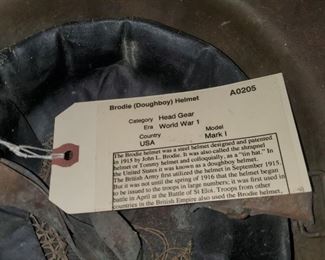 Brodie (Doughboy) Helmet
A0205
Category Head Gear
Era World War 1
Country Model
USA Mark I
The Brodie helmet was a steel helmet designed and patented
in 1915 by John L. Brodie. It was also called the shrapnel
helmet or Tommy helmet and colloquially, as a "tin hat." In
the United States it was known as a doughboy helmet.
The British Army first utilized the helmet in September 1915.
But it was not until the spring of 1916 that the helmet began
to be issued to the troops in large numbers; it was first used in
battle in April at the Battle of St Eloi. Troops from other
countries in the British Empire also used the Brodie helmet,